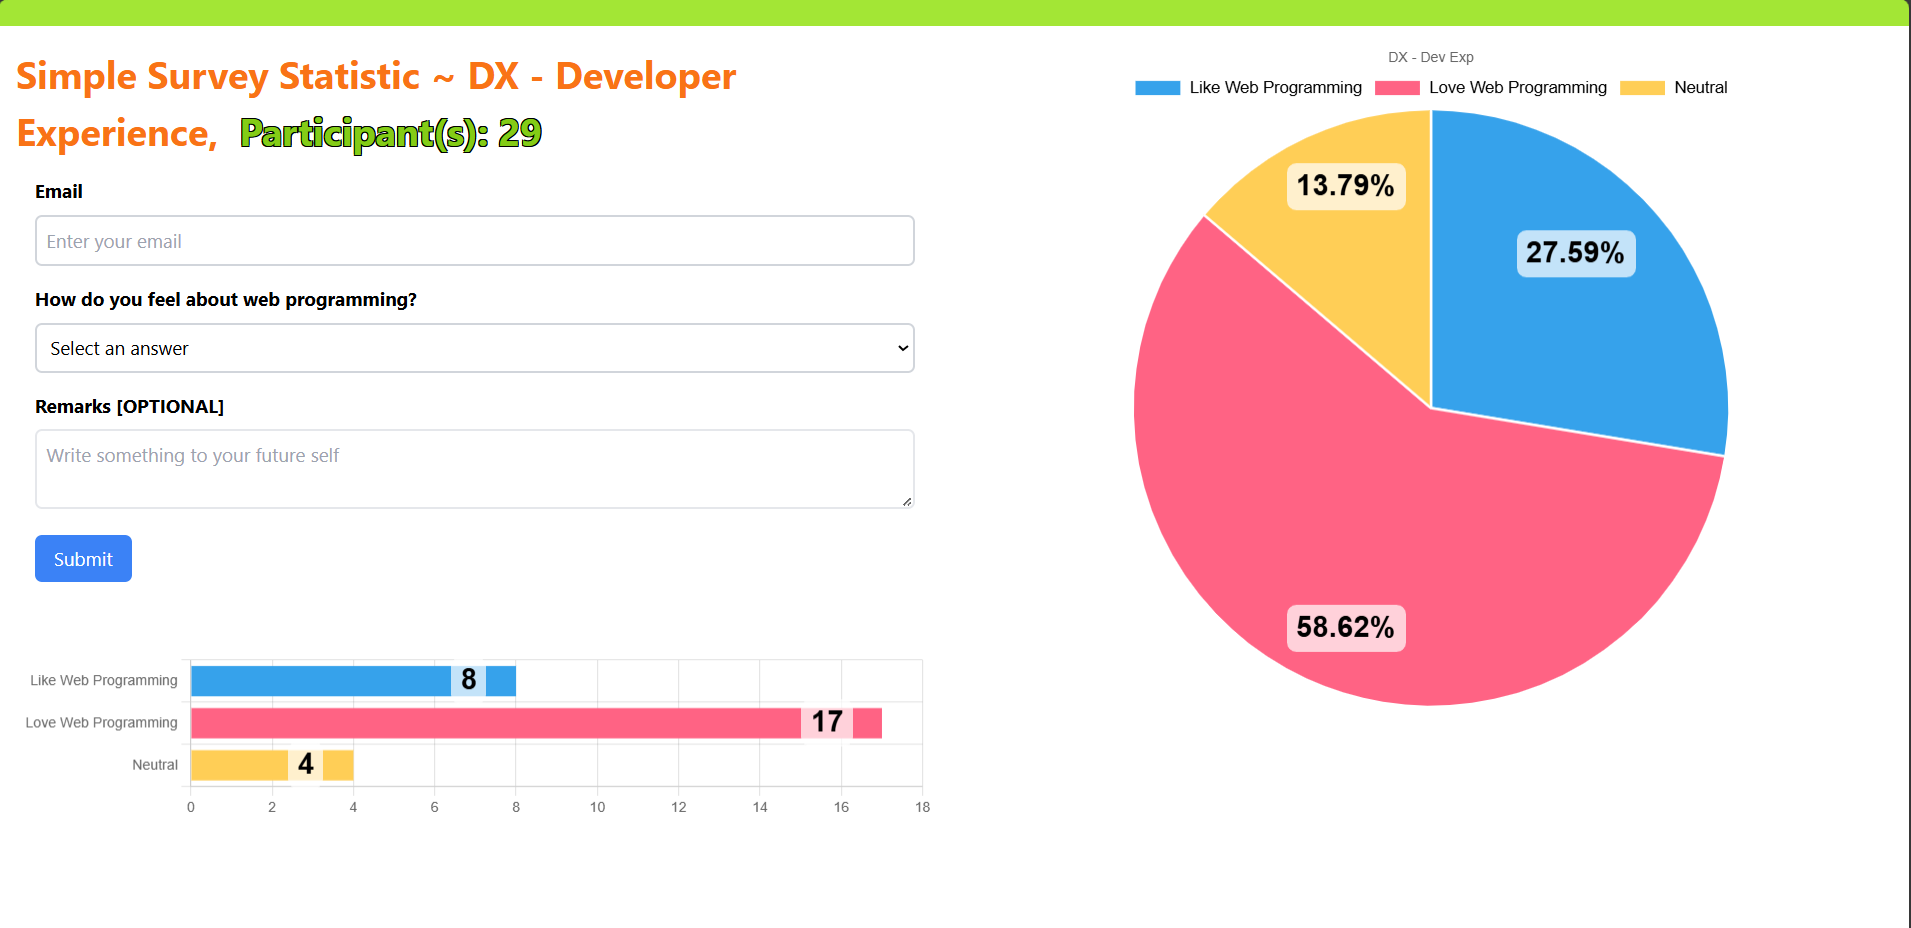 Simple Survey Statistic ~ DX - Developer
Experience, Participant(s): 29
Email
Enter your email
How do you feel about web programming?
Select an answer
Remarks [OPTIONAL]
Write something to your future self
Submit
Like Web Programming 8
Love Web Programming 17
Neutral 4
0 2 4 6 8 10 12 14 16 18
DX - Dev Exp
Like Web Programming Love Web Programming Neutral
13.79%
27.59%
58.62%